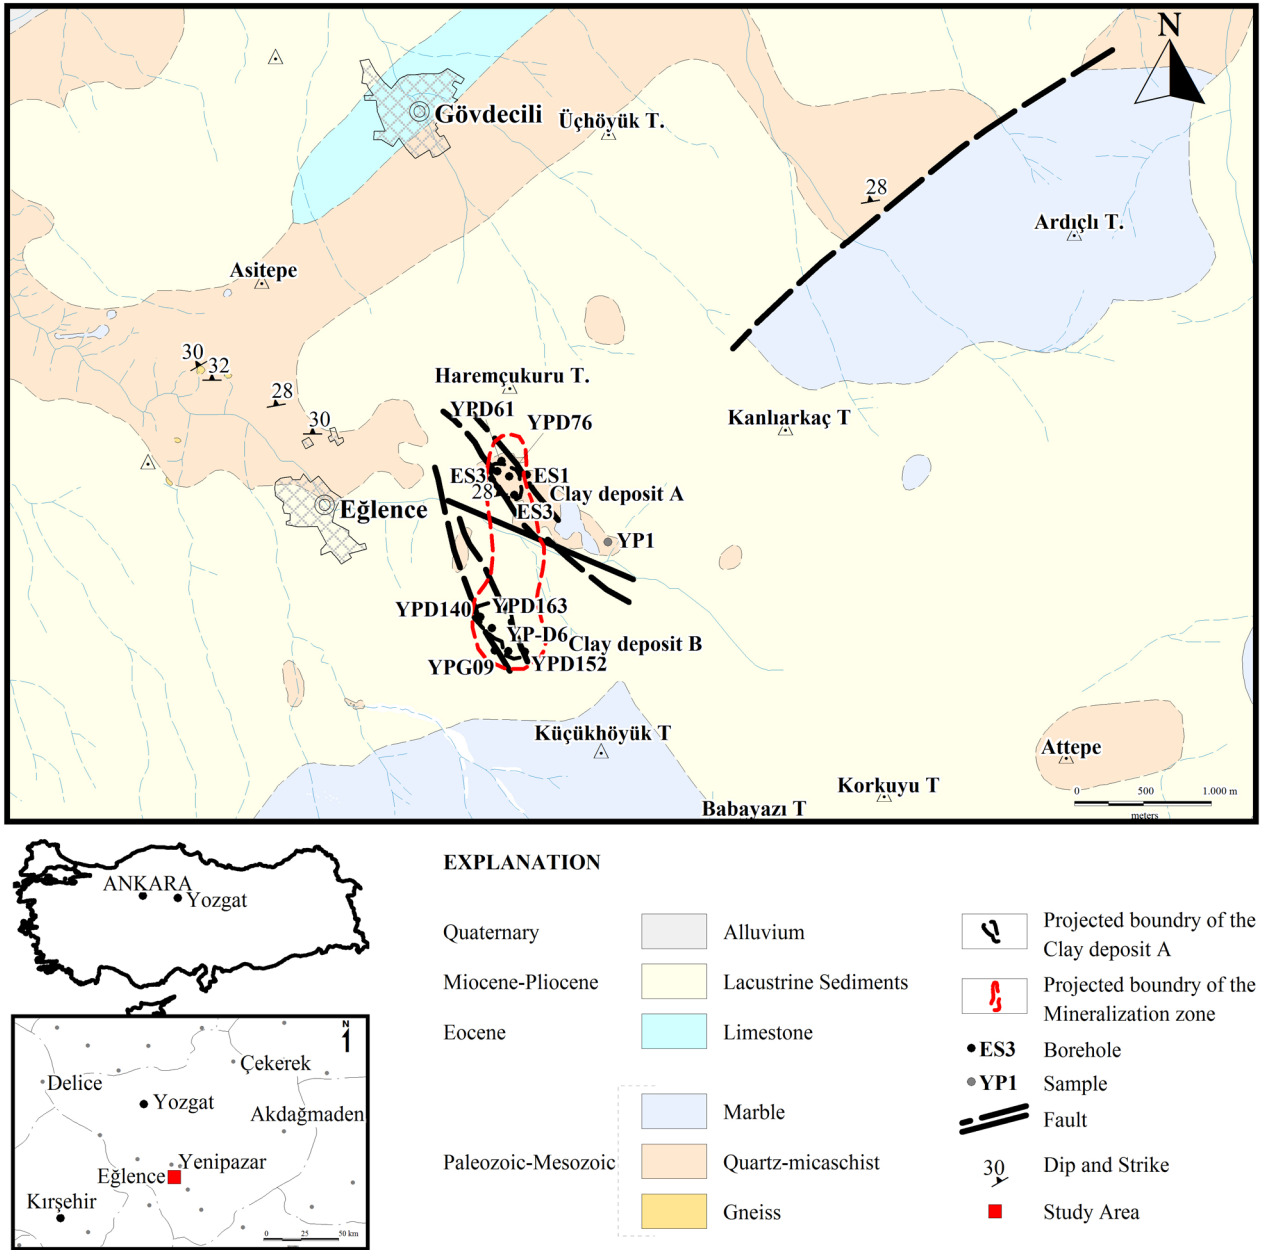 N
Gövdecili
Üçhöyük T.
28
Ardıçlı T.
Asitepe
30
32
28
30
Haremçukuru T.
YPD61
YPD76
Kanlıarkaç T
ES3
ES1
28
Clay deposit A
ES3
Eğlence
YP1
YPD140
YPD163
YP-D6
Clay deposit B
YPG09
YPD152
Küçükhöyük T
Attepe
Korkuyu T
Babayazı T
0 500 1.000 m
meters
ANKARA
Yozgat
EXPLANATION
Quaternary
Alluvium
Miocene-Pliocene
Lacustrine Sediments
Eocene
Limestone
Marble
Paleozoic-Mesozoic
Quartz-micaschist
Gneiss
Projected boundry of the
Clay deposit A
Projected boundry of the
Mineralization zone
ES3 Borehole
YP1 Sample
Fault
30 Dip and Strike
Study Area
N
Çekerek
Delice
Yozgat
Akdağmaden
Yenipazar
Eğlence
Kırşehir
0 25 50 km